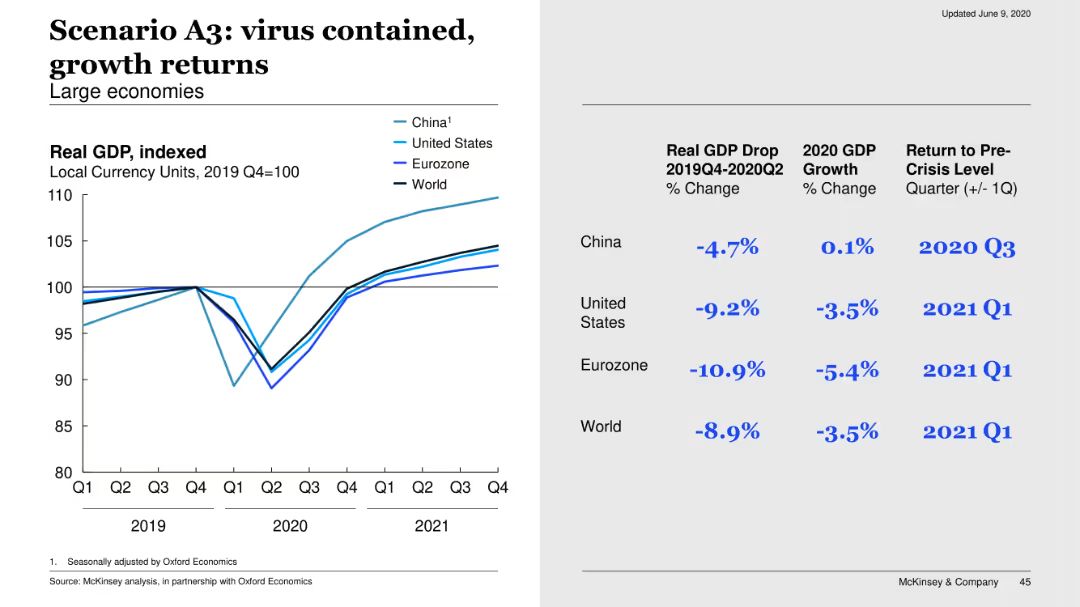 Updated June 9, 2020
Scenario A3: virus contained,
growth returns
Large economies
China¹
United States
Eurozone
World
Real GDP, indexed
Local Currency Units, 2019 Q4=100
110
105
100
95
90
85
80
Q1 Q2 Q3 Q4 Q1 Q2 Q3 Q4 Q1 Q2 Q3 Q4
2019 2020 2021
1. Seasonally adjusted by Oxford Economics
Source: McKinsey analysis, in partnership with Oxford Economics
Real GDP Drop 2020 GDP Return to Pre-
2019Q4-2020Q2 Growth Crisis Level
% Change % Change Quarter (+/- 1Q)
China -4.7% 0.1% 2020 Q3
United
States -9.2% -3.5% 2021 Q1
Eurozone -10.9% -5.4% 2021 Q1
World -8.9% -3.5% 2021 Q1
McKinsey & Company 45